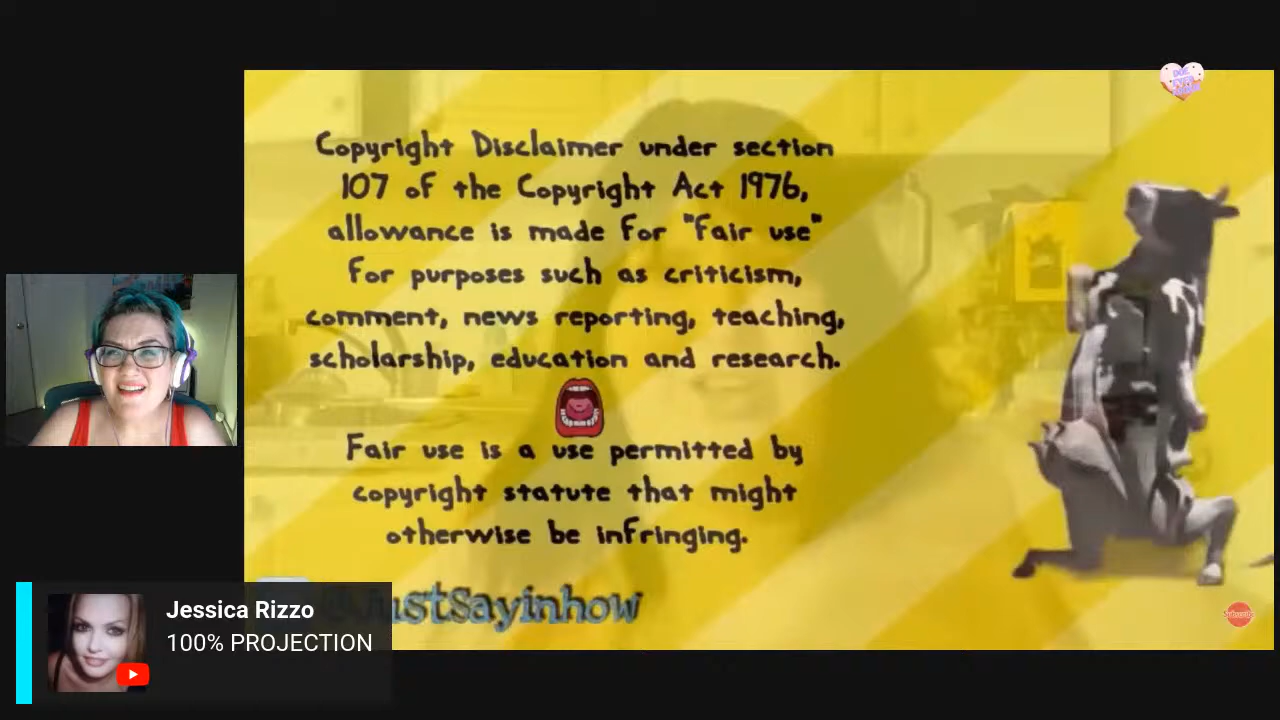 Copyright Disclaimer under section
107 of the Copyright Act 1976,
allowance is made for "fair use"
for purposes such as criticism,
comment, news reporting, teaching,
scholarship, education and research.
Fair use is a use permitted by
copyright statute that might
otherwise be infringing.
JustSayinhow
Jessica Rizzo
100% PROJECTION
Subscribe